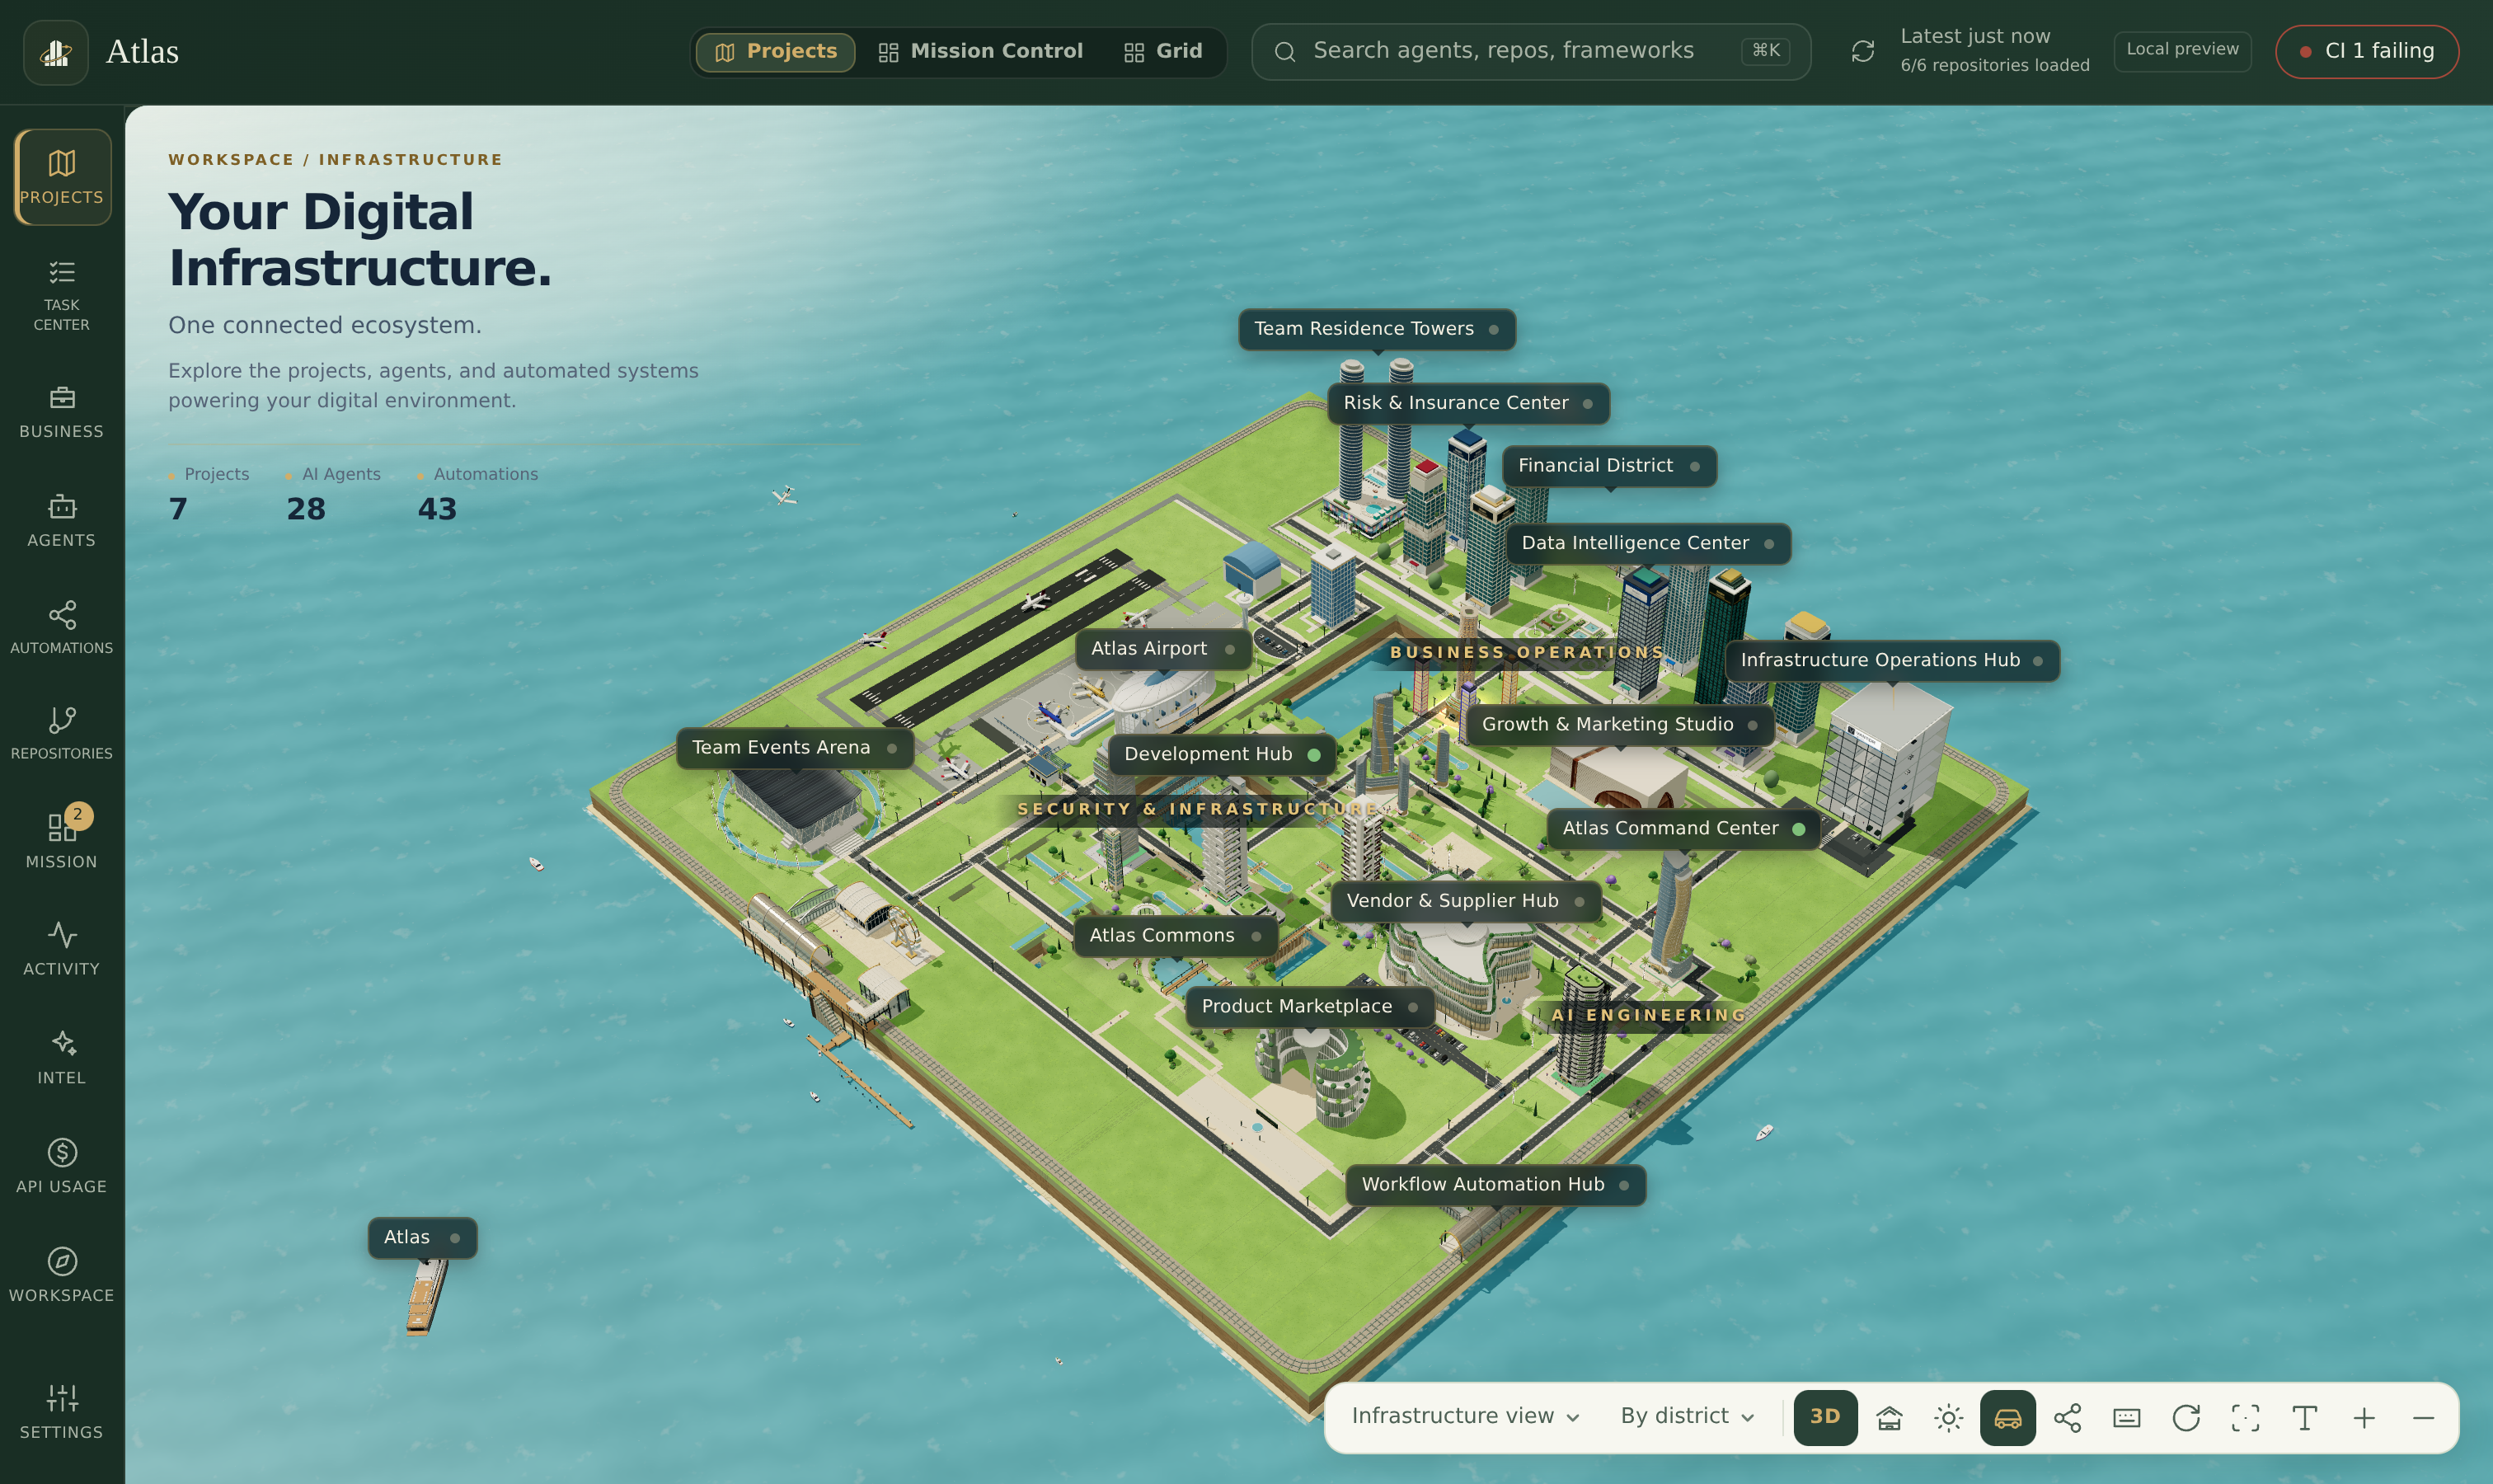 Atlas
Projects
Mission Control
Grid
Search agents, repos, frameworks
⌘K
Latest just now
6/6 repositories loaded
Local preview
CI 1 failing
PROJECTS
TASK
CENTER
BUSINESS
AGENTS
AUTOMATIONS
REPOSITORIES
2
MISSION
ACTIVITY
INTEL
API USAGE
WORKSPACE
SETTINGS
WORKSPACE / INFRASTRUCTURE
Your Digital
Infrastructure.
One connected ecosystem.
Explore the projects, agents, and automated systems
powering your digital environment.
Projects
7
AI Agents
28
Automations
43
Team Residence Towers
Risk & Insurance Center
Financial District
Data Intelligence Center
Atlas Airport
BUSINESS OPERATIONS
Infrastructure Operations Hub
Growth & Marketing Studio
Team Events Arena
Development Hub
SECURITY & INFRASTRUCTURE
Atlas Command Center
Vendor & Supplier Hub
Atlas Commons
Product Marketplace
AI ENGINEERING
Workflow Automation Hub
Atlas
Infrastructure view
By district
3D